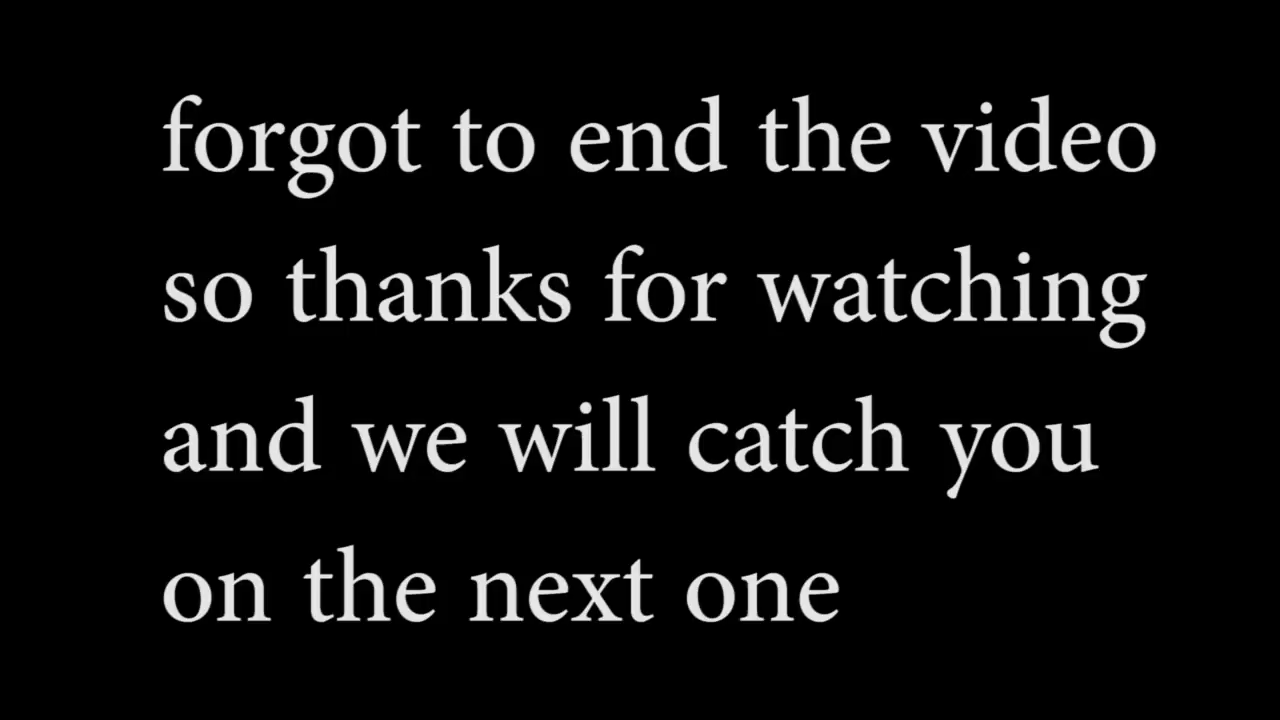 forgot to end the video
so thanks for watching
and we will catch you
on the next one